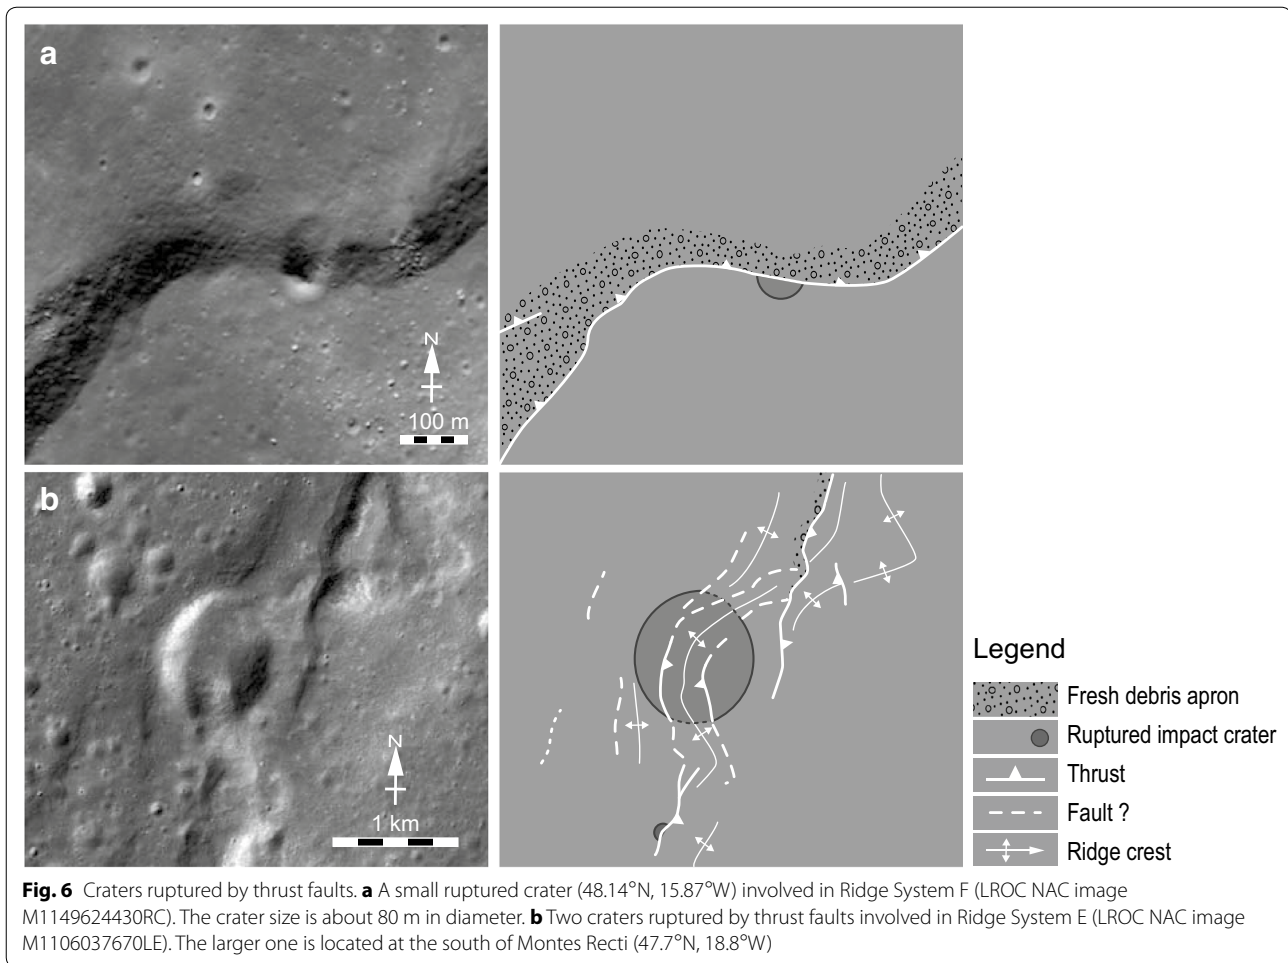 a
N
100 m
b
N
1 km
Legend
Fresh debris apron
Ruptured impact crater
Thrust
Fault ?
Ridge crest
Fig. 6 Craters ruptured by thrust faults. a A small ruptured crater (48.14°N, 15.87°W) involved in Ridge System F (LROC NAC image
M1149624430RC). The crater size is about 80 m in diameter. b Two craters ruptured by thrust faults involved in Ridge System E (LROC NAC image
M1106037670LE). The larger one is located at the south of Montes Recti (47.7°N, 18.8°W)